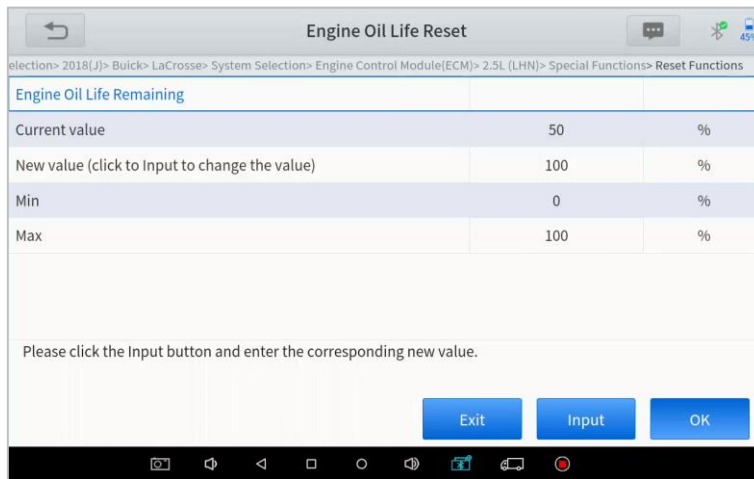 Engine Oil Life Reset
45%
election> 2018(J)> Buick> LaCrosse> System Selection> Engine Control Module(ECM)> 2.5L (LHN)> Special Functions> Reset Functions
Engine Oil Life Remaining
Current value 50 %
New value (click to Input to change the value) 100 %
Min 0 %
Max 100 %
Please click the Input button and enter the corresponding new value.
Exit Input OK